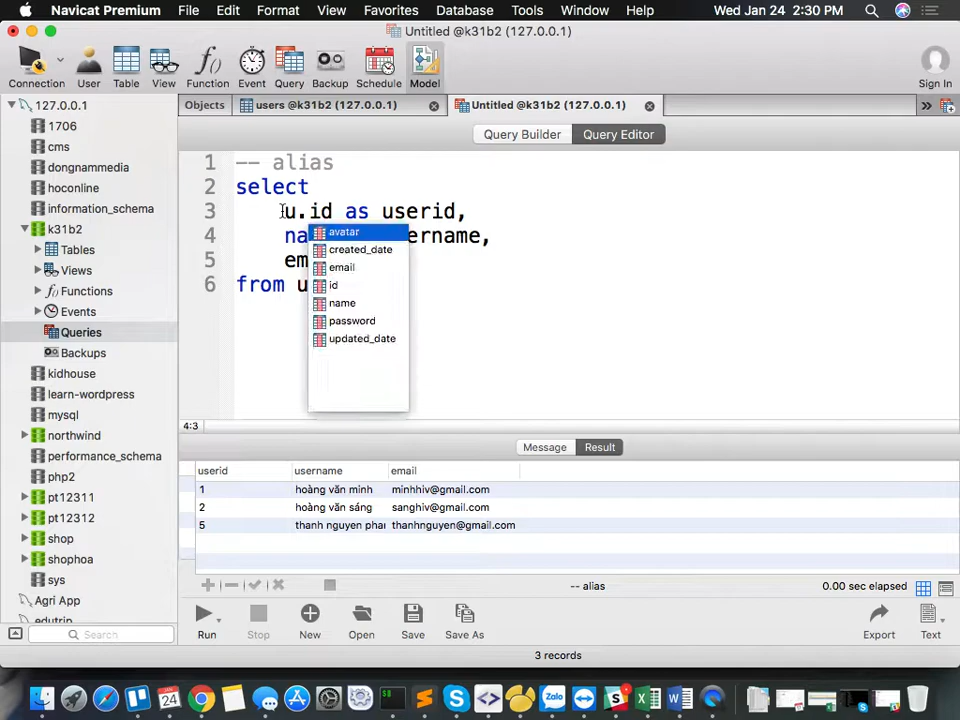 Navicat Premium File Edit Format View Favorites Database Tools Window Help Wed Jan 24 2:30 PM
Untitled @k31b2 (127.0.0.1)
Connection User Table View Function Event Query Backup Schedule Model Sign In
127.0.0.1
1706
cms
dongnammedia
hoconline
information_schema
k31b2
Tables
Views
Functions
Events
Queries
Backups
kidhouse
learn-wordpress
mysql
northwind
performance_schema
php2
pt12311
pt12312
shop
shophoa
sys
Agri App
edutrip
Search
Objects users @k31b2 (127.0.0.1) Untitled @k31b2 (127.0.0.1)
Query Builder Query Editor
1 -- alias
2 select
3 u.id as userid,
4 na ername,
5 em
6 from u
avatar
created_date
email
id
name
password
updated_date
4:3
Message Result
userid username email
1 hoàng văn minh minhhiv@gmail.com
2 hoàng văn sáng sanghiv@gmail.com
5 thanh nguyen phar thanhnguyen@gmail.com
-- alias 0.00 sec elapsed
Run Stop New Open Save Save As Export Text
3 records
24